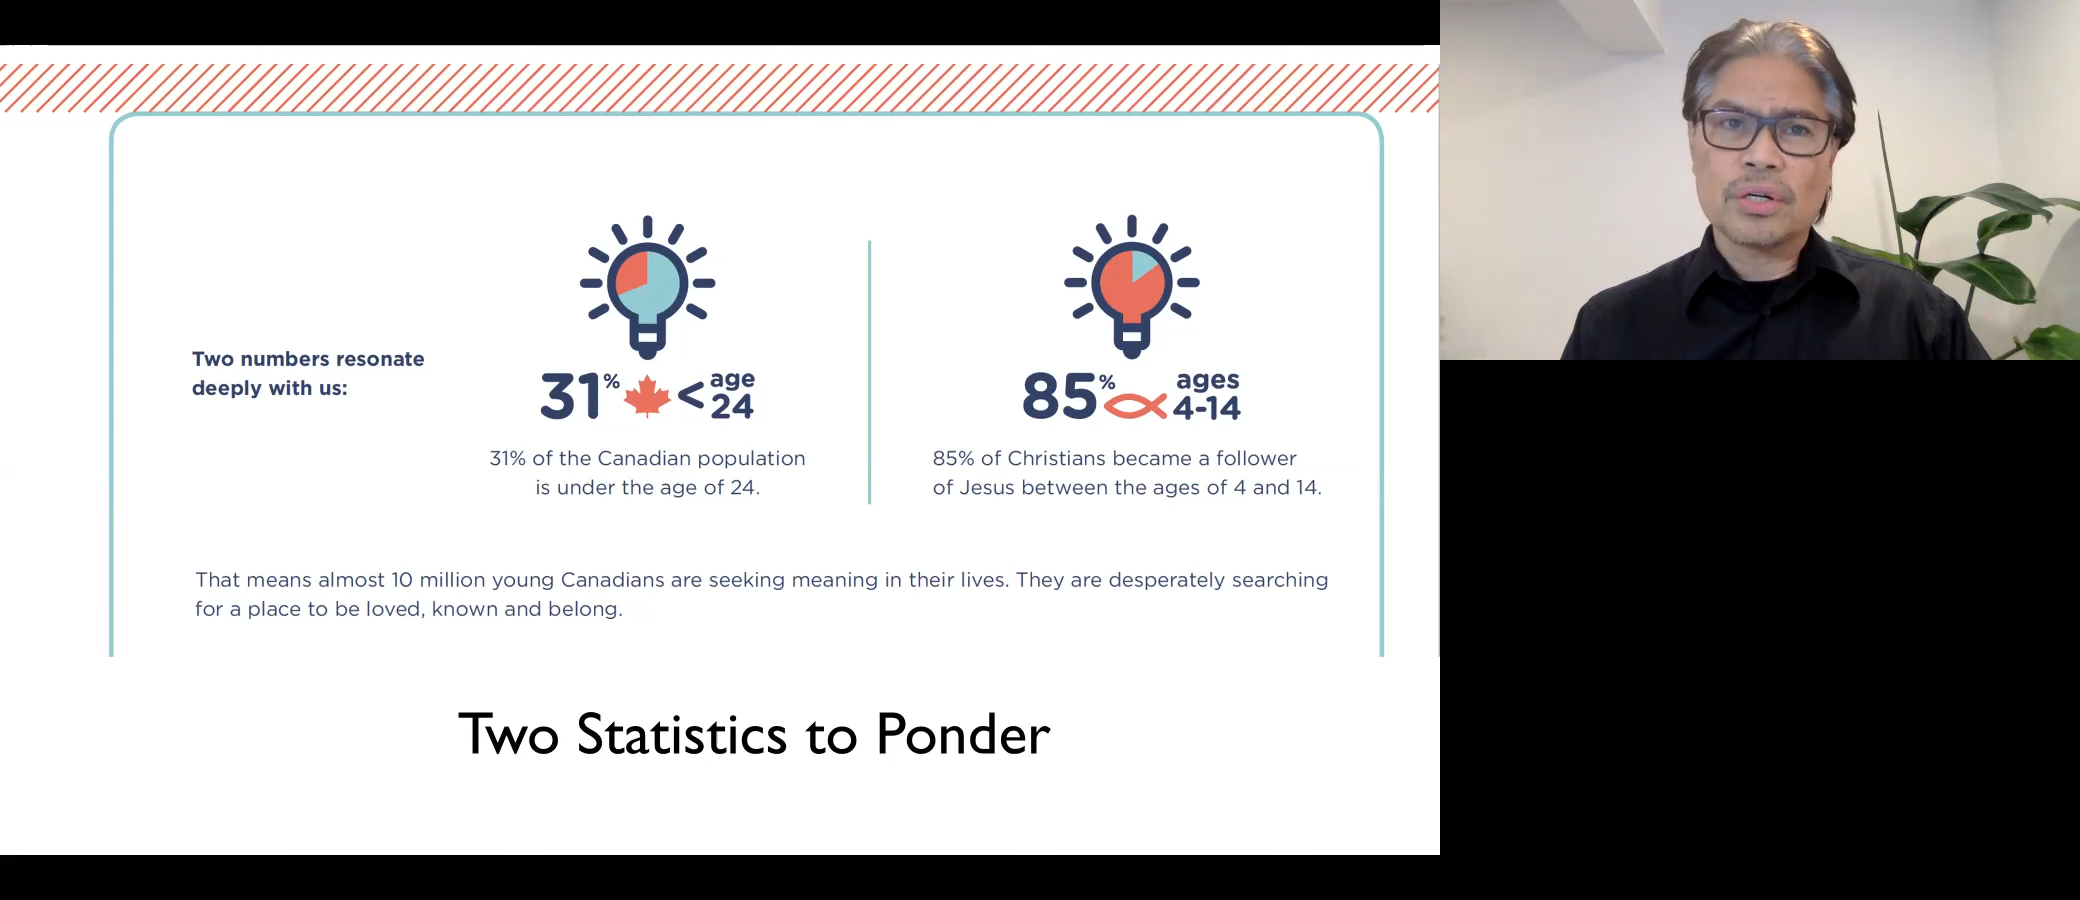 Two numbers resonate
deeply with us:
31% < age
24
31% of the Canadian population
is under the age of 24.
85% ages
4-14
85% of Christians became a follower
of Jesus between the ages of 4 and 14.
That means almost 10 million young Canadians are seeking meaning in their lives. They are desperately searching
for a place to be loved, known and belong.
Two Statistics to Ponder